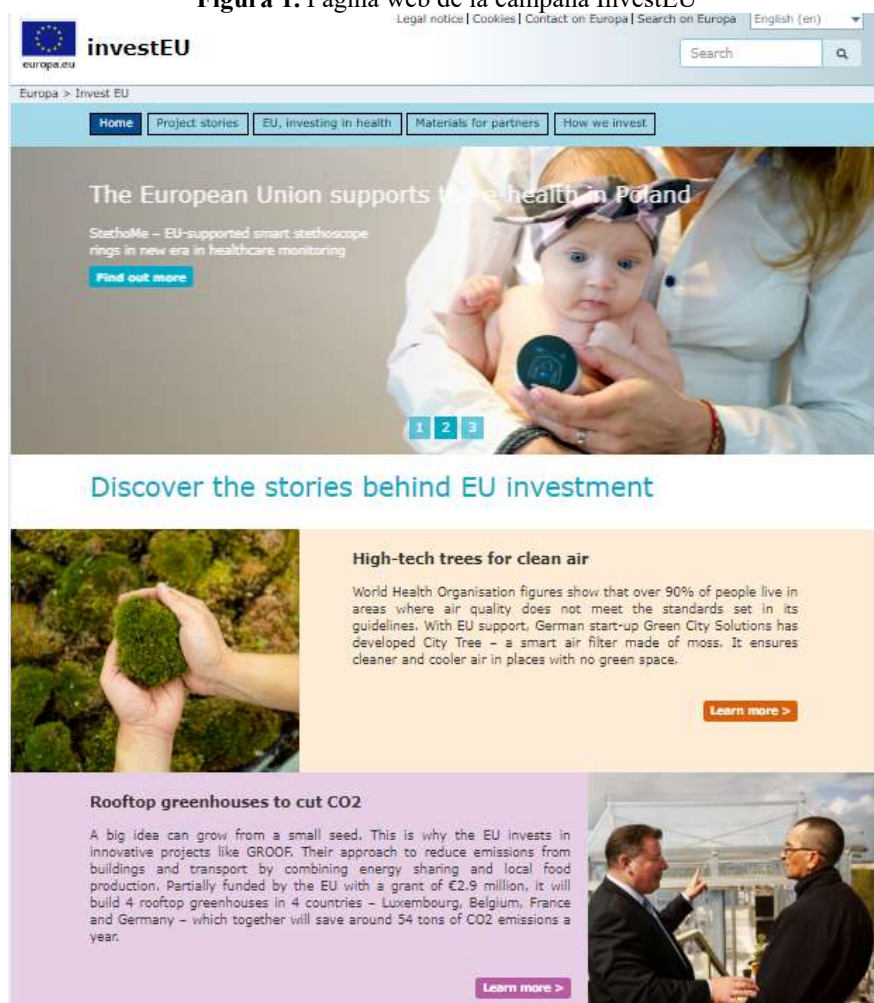 Figura 1. Página web de la campaña InvestEU
Legal notice | Cookies | Contact on Europa | Search on Europa English (en)
europa.eu
investEU
Search
Europa > Invest EU
Home Project stories EU, investing in health Materials for partners How we invest
The European Union supports the e-health in Poland
StethoMe – EU-supported smart stethoscope
rings in new era in healthcare monitoring
Find out more
1 2 3
Discover the stories behind EU investment
High-tech trees for clean air
World Health Organisation figures show that over 90% of people live in
areas where air quality does not meet the standards set in its
guidelines. With EU support, German start-up Green City Solutions has
developed City Tree – a smart air filter made of moss. It ensures
cleaner and cooler air in places with no green space.
Learn more >
Rooftop greenhouses to cut CO2
A big idea can grow from a small seed. This is why the EU invests in
innovative projects like GROOF. Their approach to reduce emissions from
buildings and transport by combining energy sharing and local food
production. Partially funded by the EU with a grant of €2.9 million, it will
build 4 rooftop greenhouses in 4 countries – Luxembourg, Belgium, France
and Germany – which together will save around 54 tons of CO2 emissions a
year.
Learn more >